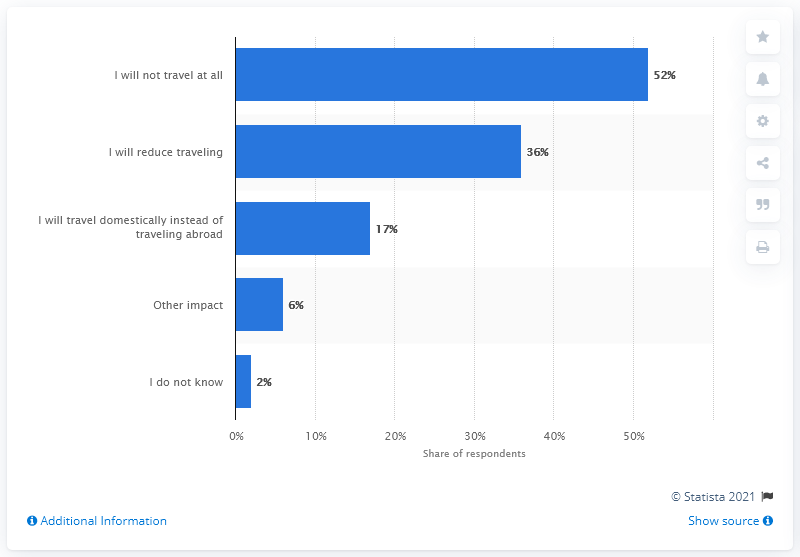 I will not travel at all
52%
I will reduce traveling
36%
I will travel domestically instead of
traveling abroad
17%
Other impact
6%
I do not know
2%
0% 10% 20% 30% 40% 50%
Share of respondents
© Statista 2021
Additional Information
Show source